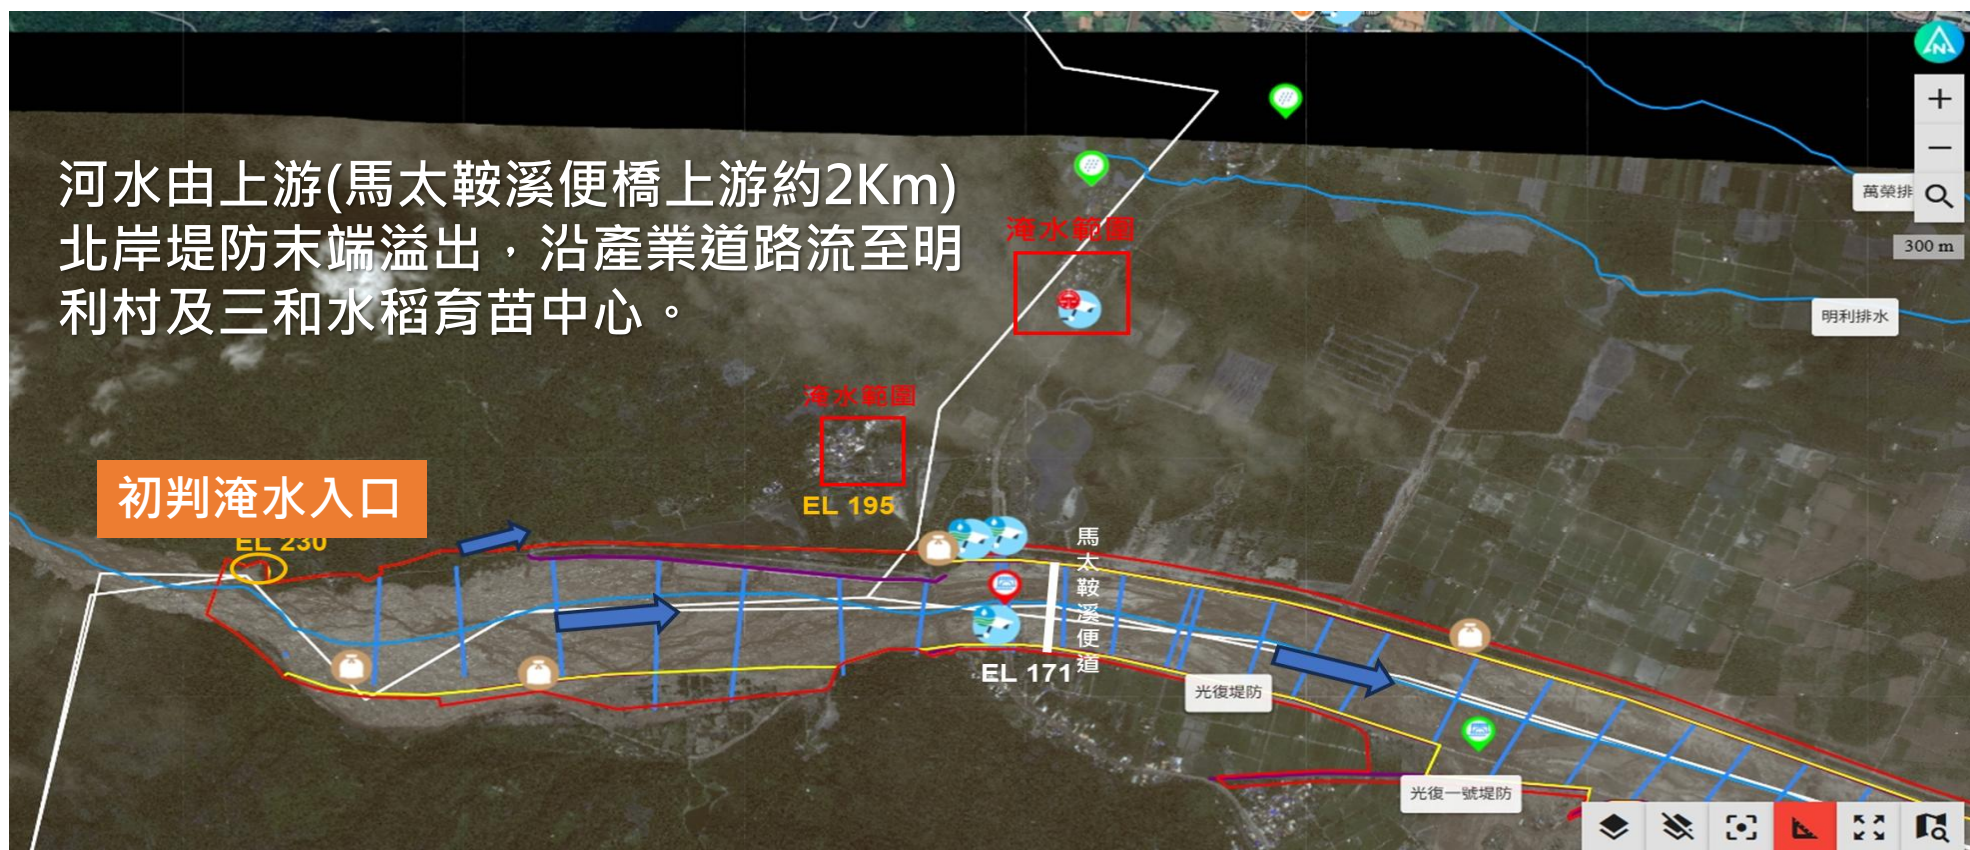 河水由上游(馬太鞍溪便橋上游約2Km)
北岸堤防末端溢出，沿產業道路流至明
利村及三和水稻育苗中心。
N
萬榮排
300 m
淹水範圍
明利排水
淹水範圍
EL 195
初判淹水入口
EL 230
馬太鞍溪便道
EL 171
光復堤防
光復一號堤防